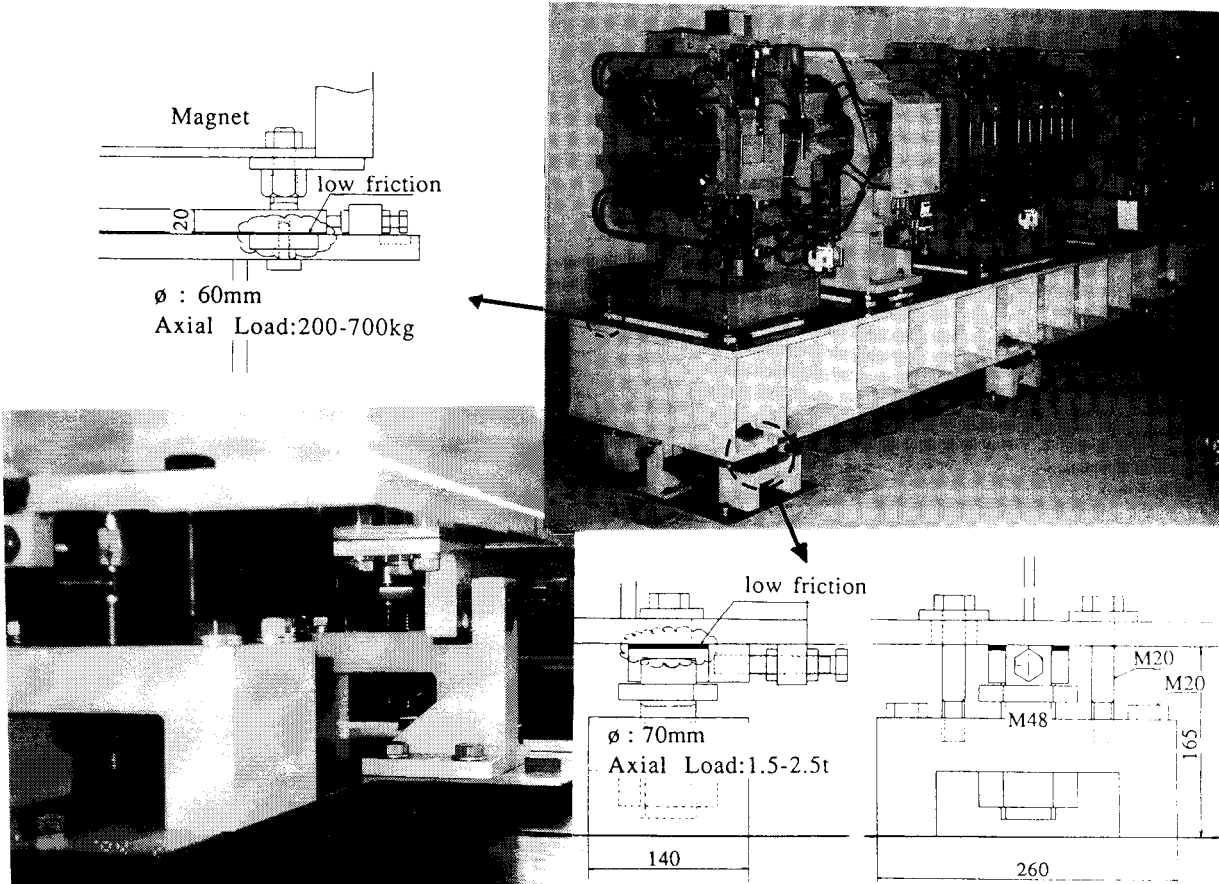 Magnet
low friction
20
ø : 60mm
Axial Load:200-700kg
low friction
M20
M20
M48
165
ø : 70mm
Axial Load:1.5-2.5t
140
260